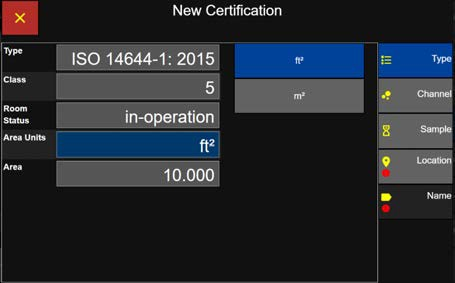 New Certification
Type
ISO 14644-1: 2015
Class
5
Room
Status
in-operation
Area Units
ft²
Area
10.000
ft²
m²
Type
Channel
Sample
Location
Name